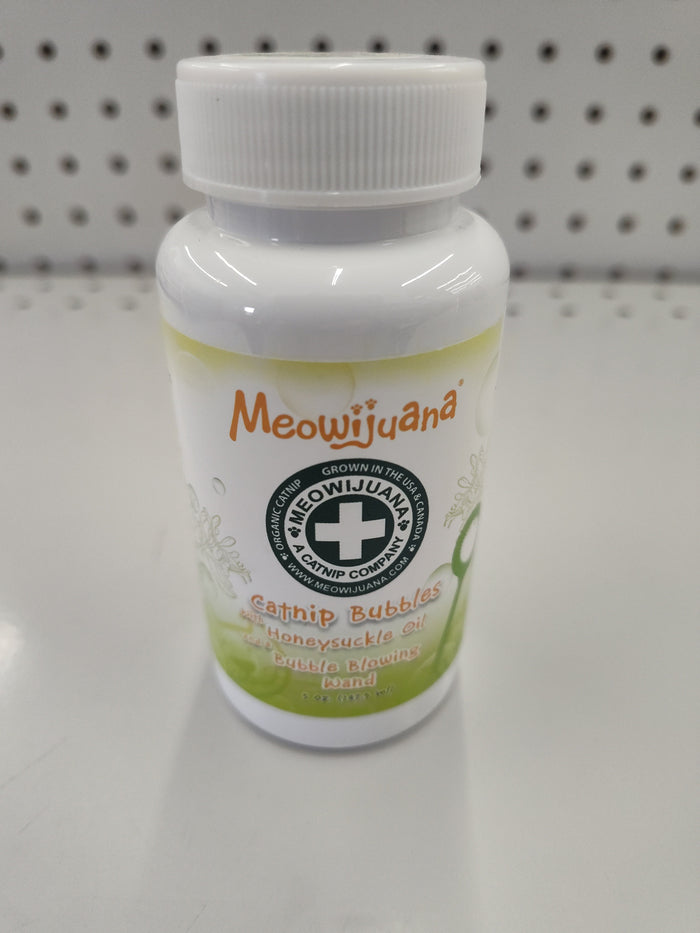 Meowijuana®
ORGANIC CATNIP
GROWN IN THE USA & CANADA
MEOWIJUANA
A CATNIP COMPANY
WWW.MEOWIJUANA.COM
Catnip Bubbles
Honeysuckle Oil
Bubble Blowing
Wand